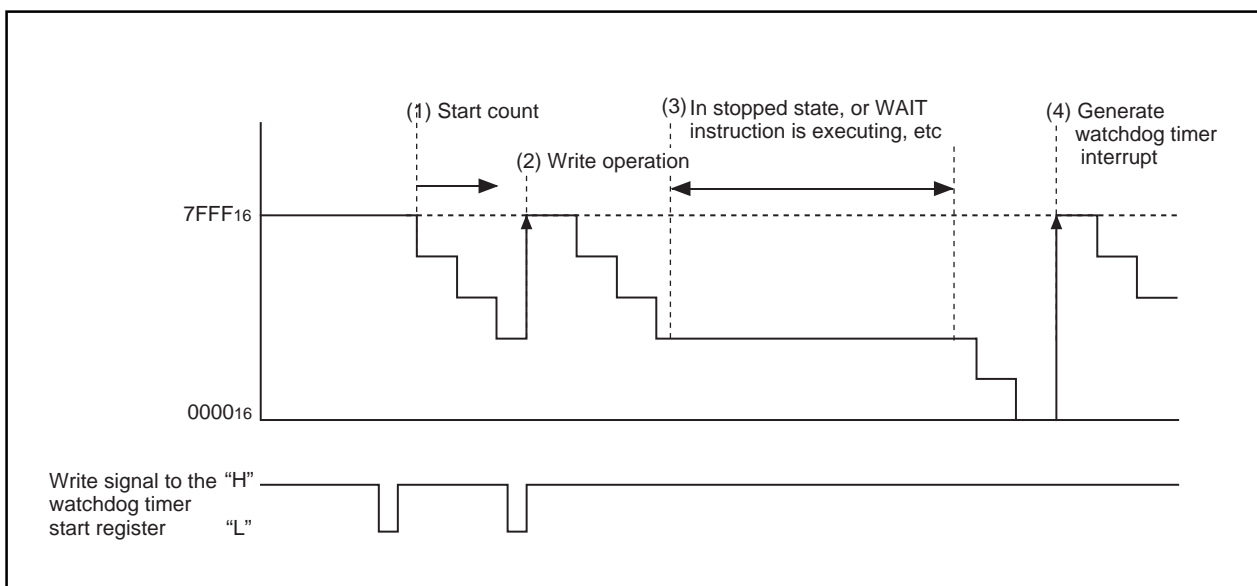 (1) Start count
(2) Write operation
(3) In stopped state, or WAIT
instruction is executing, etc
(4) Generate
watchdog timer
interrupt
7FFF16
000016
Write signal to the "H"
watchdog timer
start register "L"